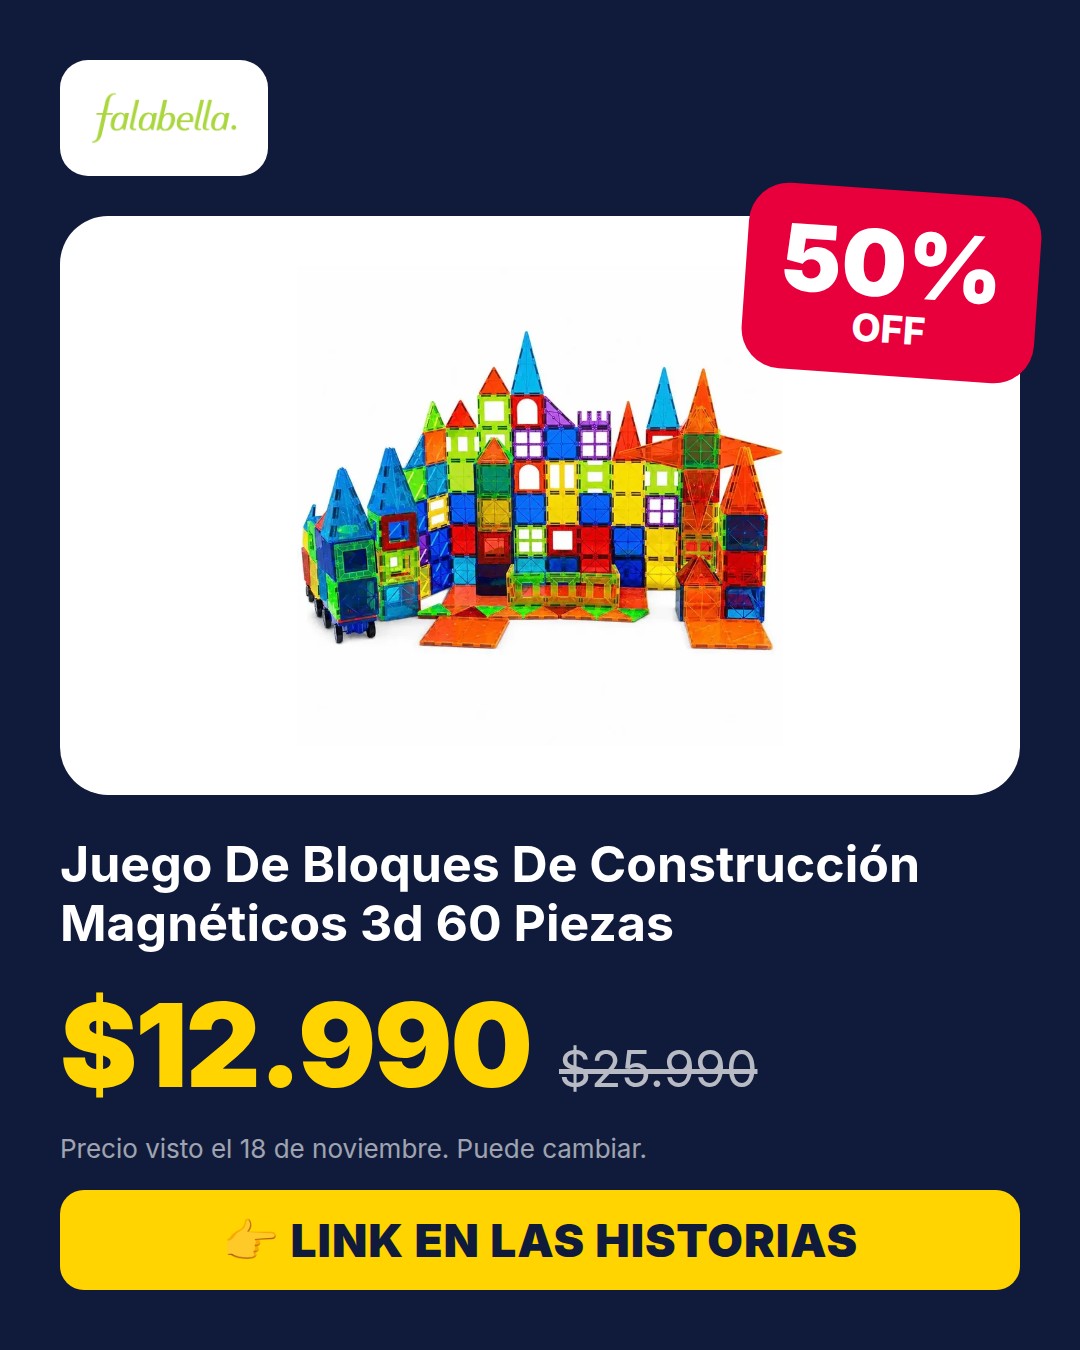 falabella.
50%
OFF
Juego De Bloques De Construcción
Magnéticos 3d 60 Piezas
$12.990 $25.990
Precio visto el 18 de noviembre. Puede cambiar.
👉 LINK EN LAS HISTORIAS